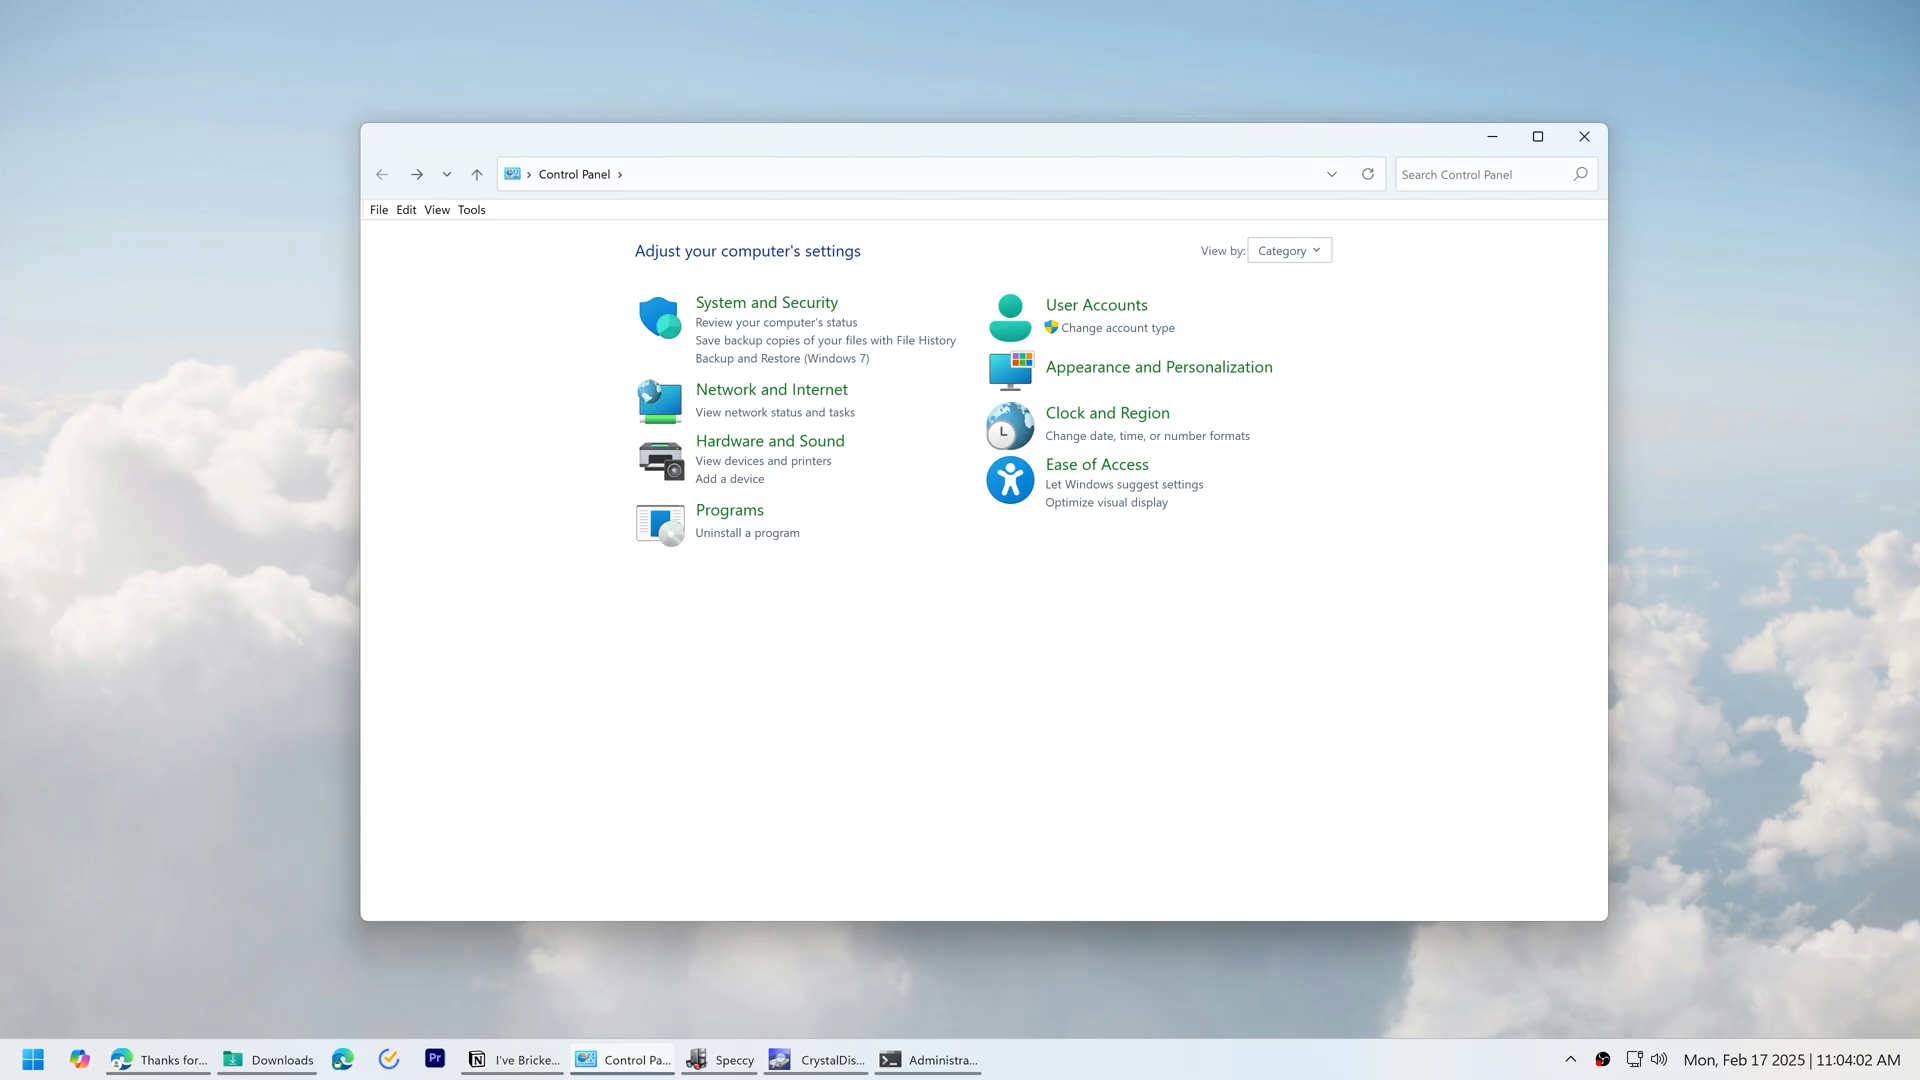 Control Panel
Search Control Panel
File Edit View Tools
Adjust your computer's settings
View by: Category
System and Security
Review your computer's status
Save backup copies of your files with File History
Backup and Restore (Windows 7)
Network and Internet
View network status and tasks
Hardware and Sound
View devices and printers
Add a device
Programs
Uninstall a program
User Accounts
Change account type
Appearance and Personalization
Clock and Region
Change date, time, or number formats
Ease of Access
Let Windows suggest settings
Optimize visual display
Thanks for... Downloads Pr I've Bricke... Control Pa... Speccy CrystalDis... Administra... Mon, Feb 17 2025 | 11:04:02 AM